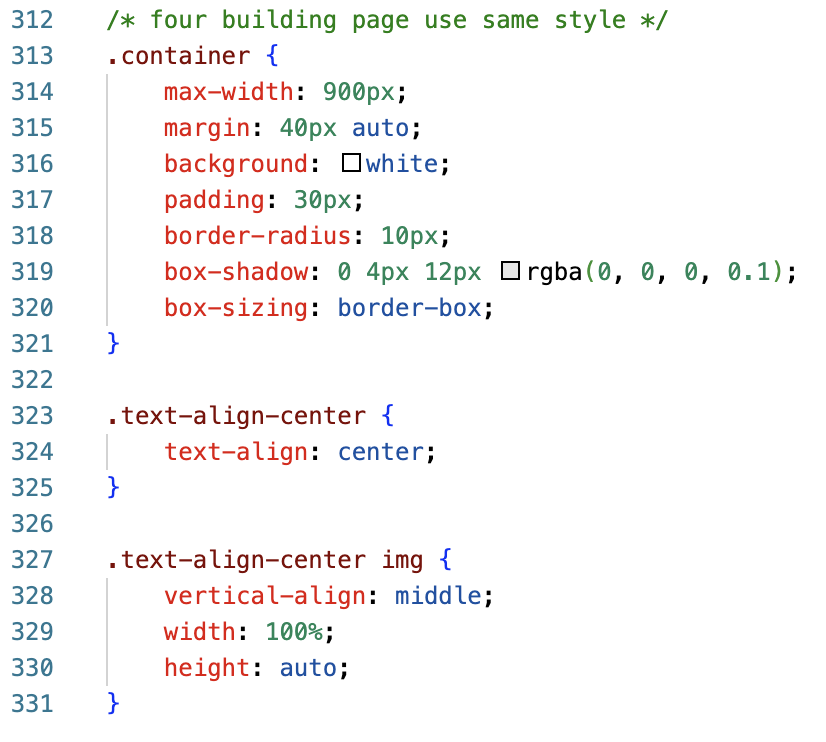 312 /* four building page use same style */
313 .container {
314     max-width: 900px;
315     margin: 40px auto;
316     background: white;
317     padding: 30px;
318     border-radius: 10px;
319     box-shadow: 0 4px 12px rgba(0, 0, 0, 0.1);
320     box-sizing: border-box;
321 }
322
323 .text-align-center {
324     text-align: center;
325 }
326
327 .text-align-center img {
328     vertical-align: middle;
329     width: 100%;
330     height: auto;
331 }